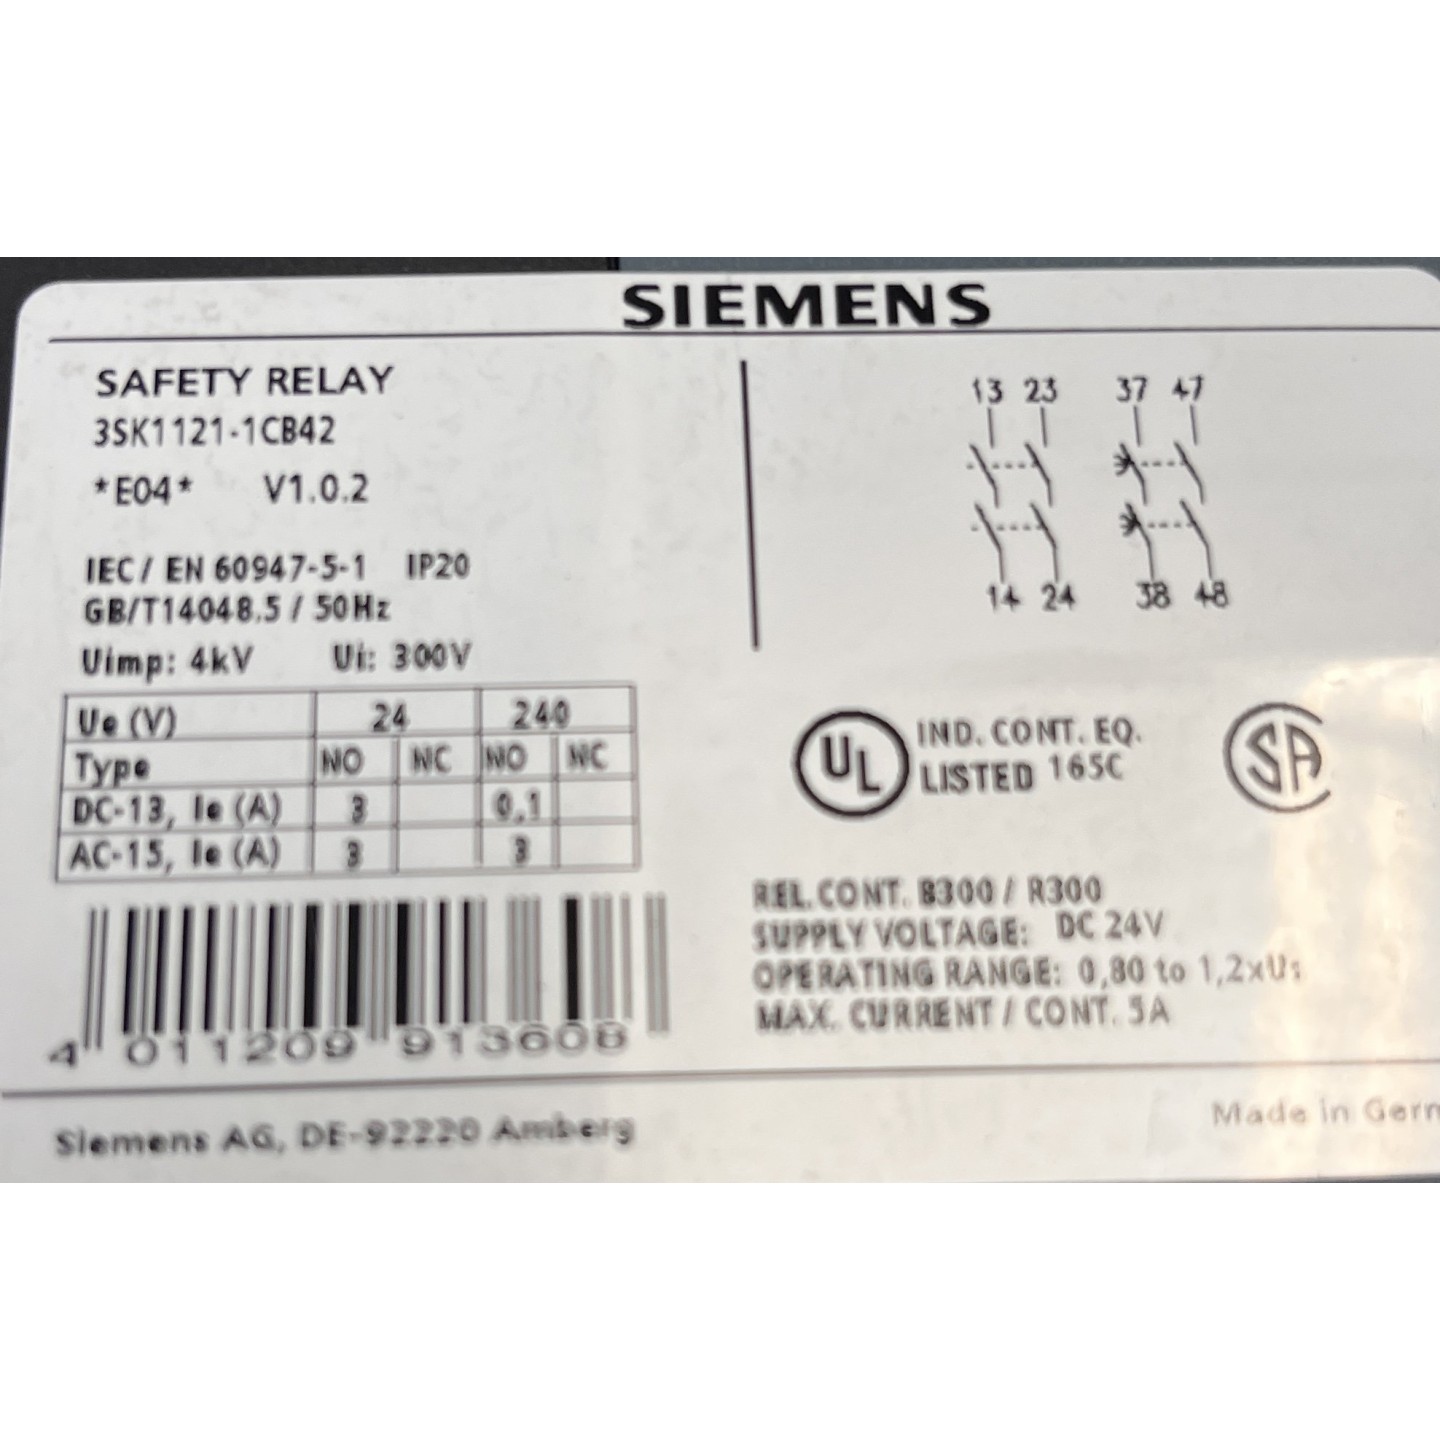 SIEMENS
SAFETY RELAY
3SK1121-1CB42
*E04* V1.0.2
IEC / EN 60947-5-1 IP20
GB/T14048.5 / 50Hz
Uimp: 4kV Ui: 300V
Ue (V) 24 240
Type NO NC NO NC
DC-13, Ie (A) 3 0,1
AC-15, Ie (A) 3 3
4 011209 913608
13 23 37 47
14 24 38 48
UL IND. CONT. EQ.
LISTED 165C
SA
REL. CONT. B300 / R300
SUPPLY VOLTAGE: DC 24V
OPERATING RANGE: 0,80 to 1,2xUs
MAX. CURRENT / CONT. 5A
Siemens AG, DE-92220 Amberg
Made in Germ